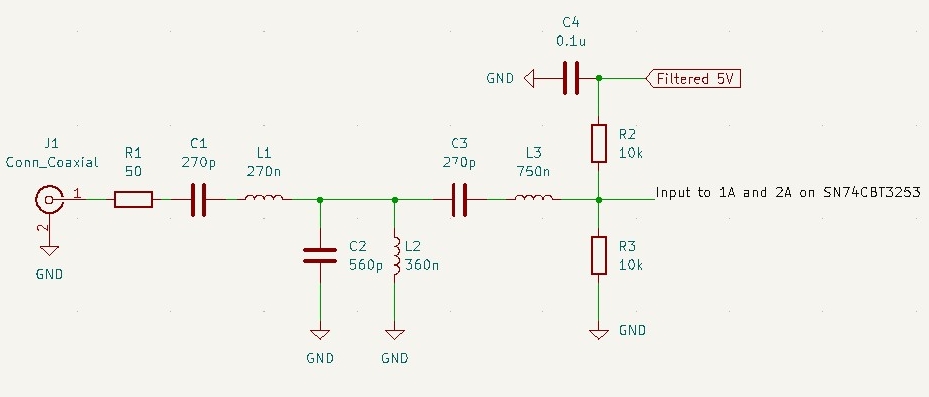 C4
0.1u
GND
Filtered 5V
J1
Conn_Coaxial
R1
50
C1
270p
L1
270n
C3
270p
L3
750n
R2
10k
1
2
GND
Input to 1A and 2A on SN74CBT3253
C2
560p
L2
360n
R3
10k
GND
GND
GND